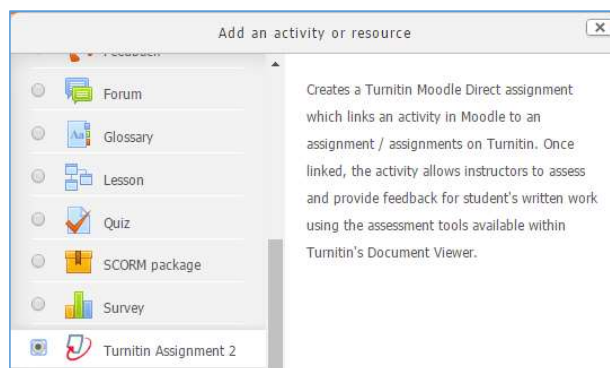 Add an activity or resource
Feedback
Forum
Glossary
Lesson
Quiz
SCORM package
Survey
Turnitin Assignment 2
Creates a Turnitin Moodle Direct assignment
which links an activity in Moodle to an
assignment / assignments on Turnitin. Once
linked, the activity allows instructors to assess
and provide feedback for student's written work
using the assessment tools available within
Turnitin's Document Viewer.